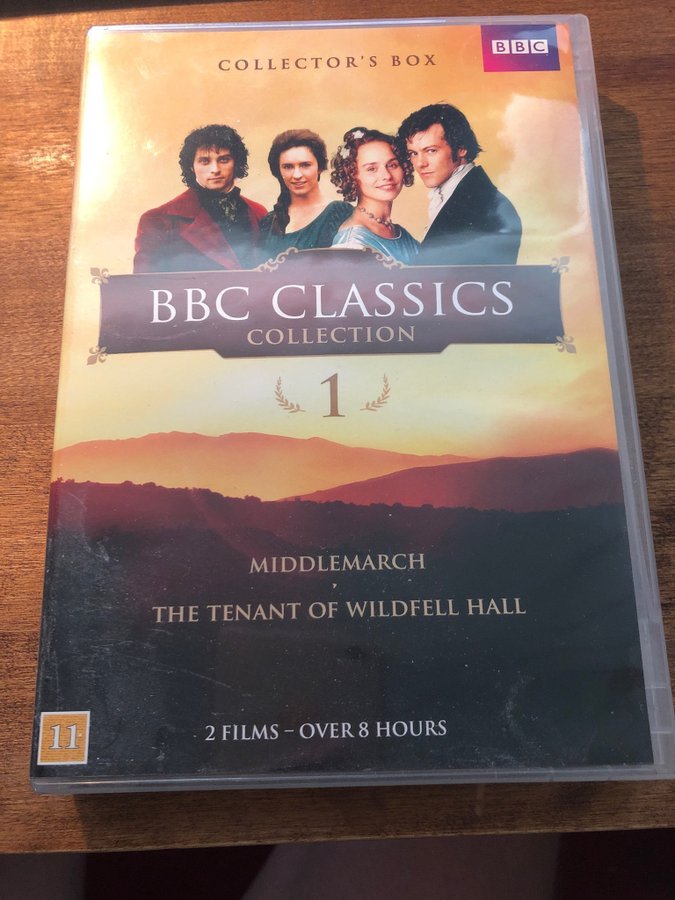 COLLECTOR'S BOX
BBC
BBC CLASSICS
COLLECTION
1
MIDDLEMARCH
THE TENANT OF WILDFELL HALL
11
2 FILMS – OVER 8 HOURS